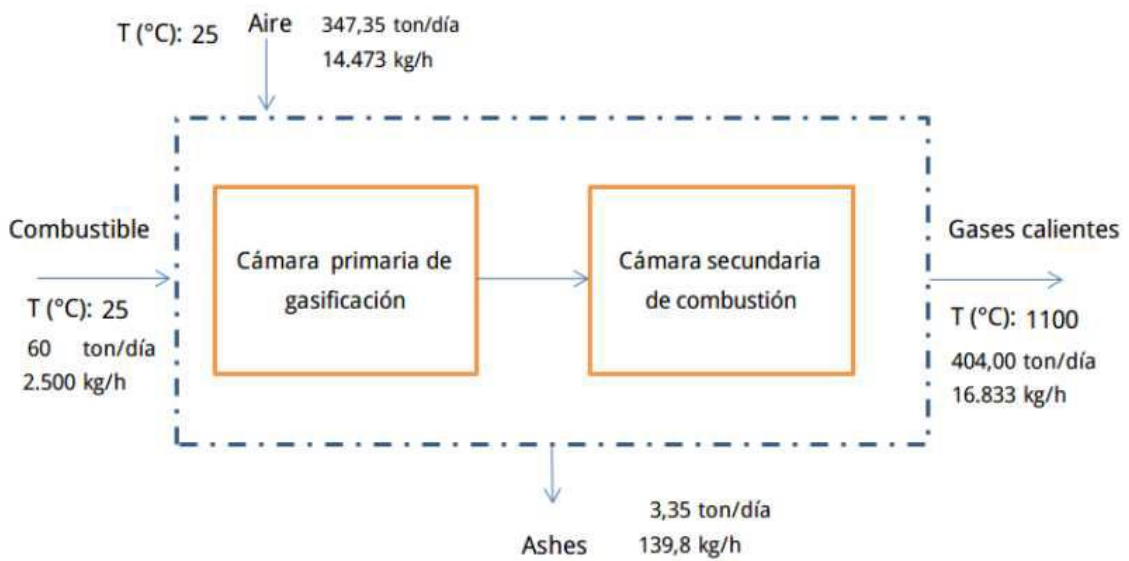 T (°C): 25 Aire 347,35 ton/día
14.473 kg/h
Combustible
T (°C): 25
60 ton/día
2.500 kg/h
Cámara primaria de
gasificación
Cámara secundaria
de combustión
Gases calientes
T (°C): 1100
404,00 ton/día
16.833 kg/h
3,35 ton/día
Ashes 139,8 kg/h